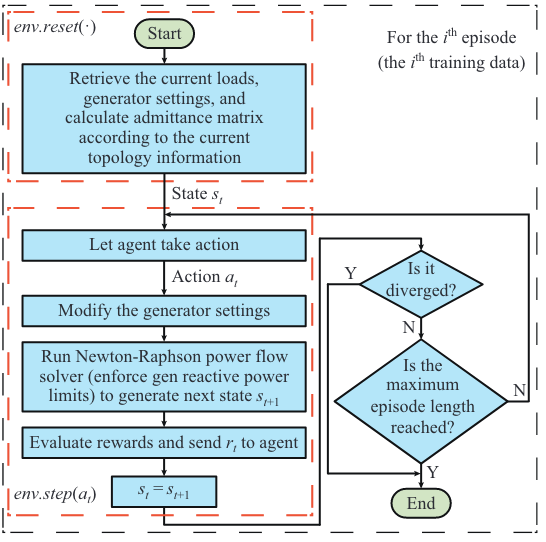 env.reset(·)
Start
For the iᵗʰ episode
(the iᵗʰ training data)
Retrieve the current loads,
generator settings, and
calculate admittance matrix
according to the current
topology information
State sₜ
Let agent take action
Action aₜ
Modify the generator settings
Run Newton-Raphson power flow
solver (enforce gen reactive power
limits) to generate next state sₜ₊₁
Evaluate rewards and send rₜ to agent
sₜ = sₜ₊₁
env.step(aₜ)
Is it
diverged?
Y
N
Is the
maximum
episode length
reached?
N
Y
End